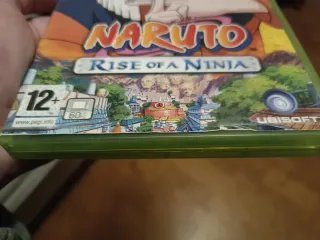 NARUTO
RISE OF A NINJA
12+
www.pegi.info
UBISOFT